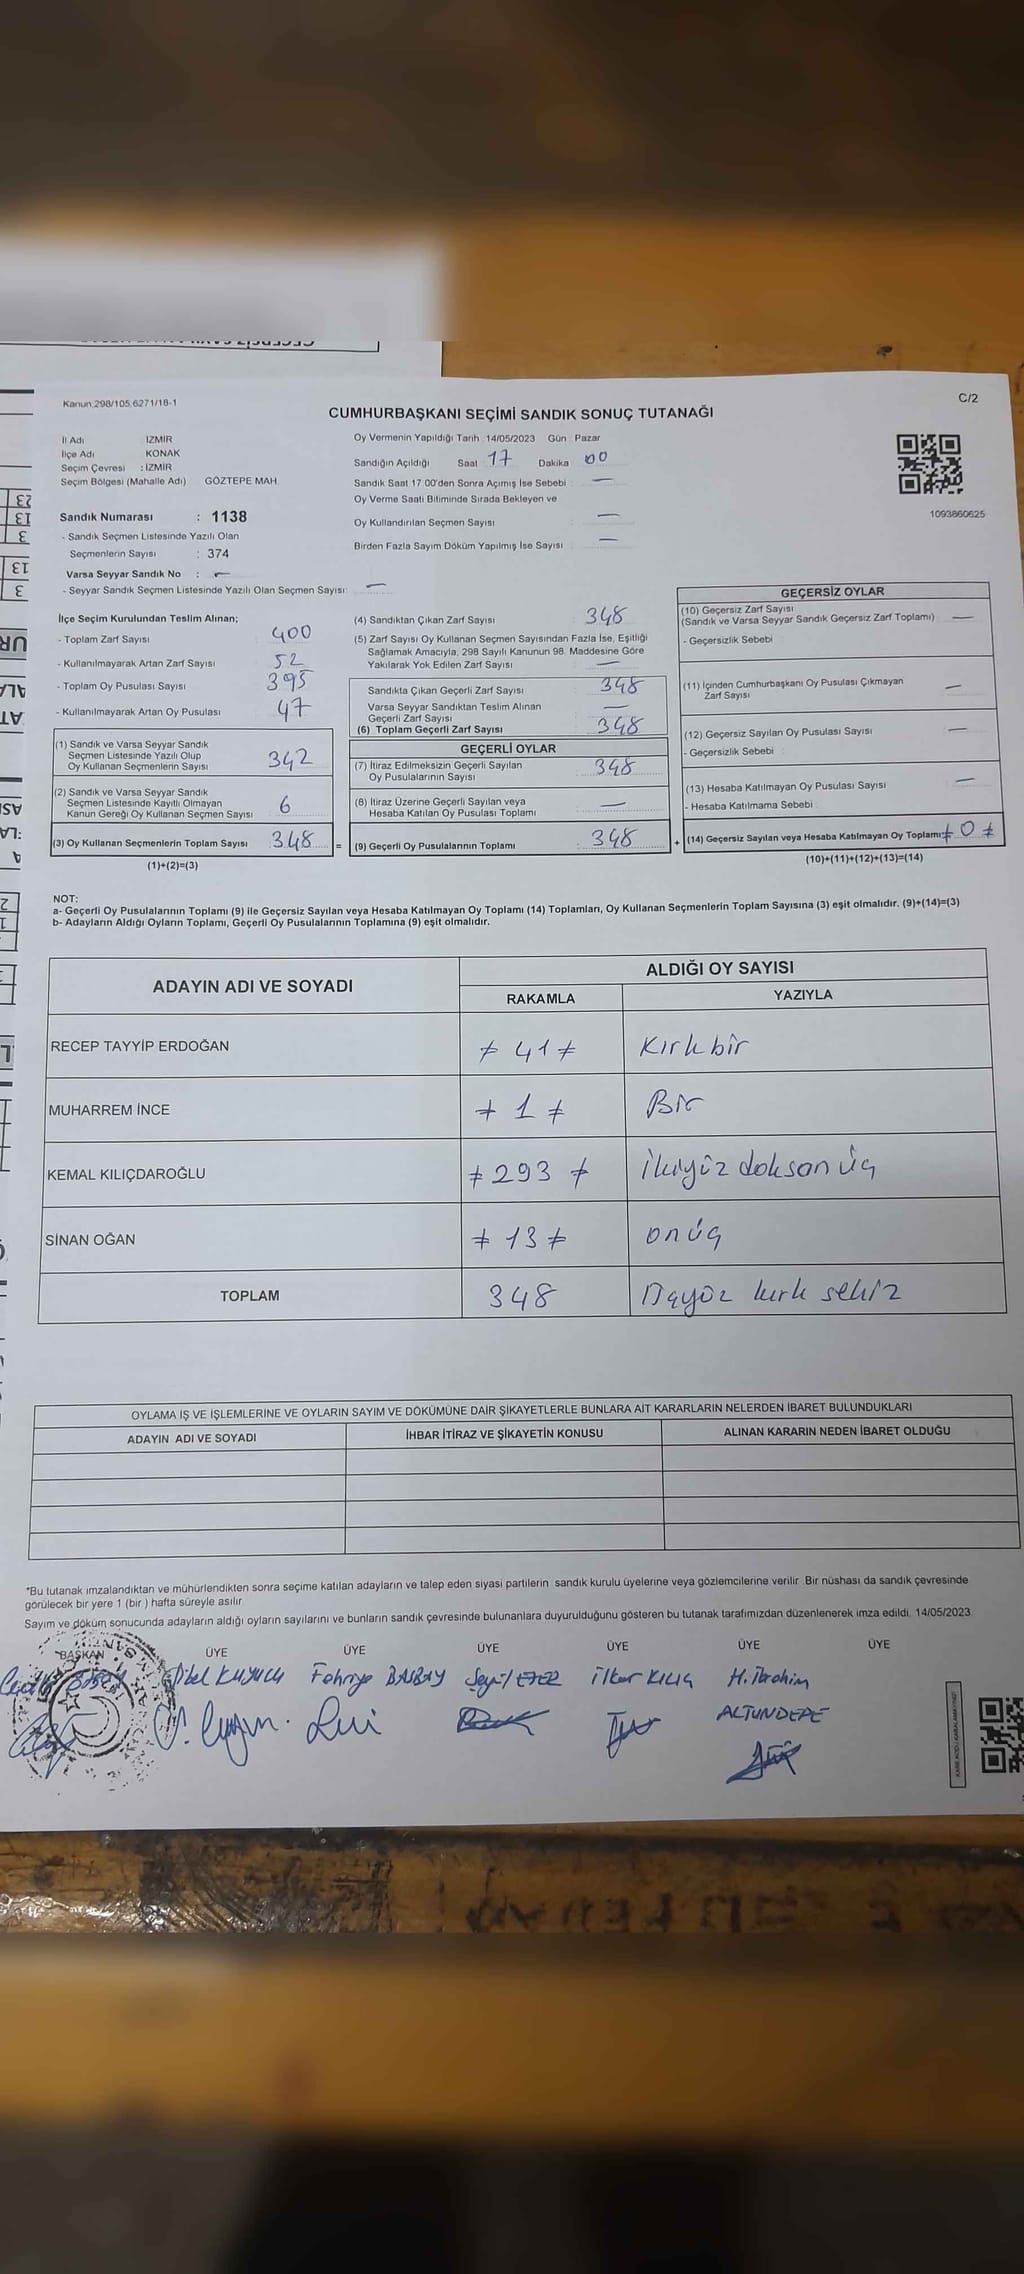 Kanun.298/105,6271/18-1
C/2
CUMHURBAŞKANI SEÇİMİ SANDIK SONUÇ TUTANAĞI
İl Adı İZMİR
İlçe Adı KONAK
Seçim Çevresi : İZMİR
Seçim Bölgesi (Mahalle Adı) GÖZTEPE MAH.
Sandık Numarası : 1138
- Sandık Seçmen Listesinde Yazılı Olan
Seçmenlerin Sayısı : 374
Varsa Seyyar Sandık No : —
- Seyyar Sandık Seçmen Listesinde Yazılı Olan Seçmen Sayısı: —
Oy Vermenin Yapıldığı Tarih 14/05/2023 Gün : Pazar
Sandığın Açıldığı Saat 17 Dakika 00
Sandık Saat 17:00'den Sonra Açımış İse Sebebi : —
Oy Verme Saati Bitiminde Sırada Bekleyen ve
Oy Kullandırılan Seçmen Sayısı : —
Birden Fazla Sayım Döküm Yapılmış İse Sayısı : —
1093860625
İlçe Seçim Kurulundan Teslim Alınan;
- Toplam Zarf Sayısı : 400
- Kullanılmayarak Artan Zarf Sayısı : 52
- Toplam Oy Pusulası Sayısı : 395
- Kullanılmayarak Artan Oy Pusulası : 47
(1) Sandık ve Varsa Seyyar Sandık
Seçmen Listesinde Yazılı Olup
Oy Kullanan Seçmenlerin Sayısı : 342
(2) Sandık ve Varsa Seyyar Sandık
Seçmen Listesinde Kayıtlı Olmayan
Kanun Gereği Oy Kullanan Seçmen Sayısı : 6
(3) Oy Kullanan Seçmenlerin Toplam Sayısı : 348 =
(1)+(2)=(3)
(4) Sandıktan Çıkan Zarf Sayısı : 348
(5) Zarf Sayısı Oy Kullanan Seçmen Sayısından Fazla İse, Eşitliği
Sağlamak Amacıyla; 298 Sayılı Kanunun 98. Maddesine Göre
Yakılarak Yok Edilen Zarf Sayısı : —
Sandıkta Çıkan Geçerli Zarf Sayısı : 348
Varsa Seyyar Sandıktan Teslim Alınan
Geçerli Zarf Sayısı : —
(6) Toplam Geçerli Zarf Sayısı : 348
GEÇERLİ OYLAR
(7) İtiraz Edilmeksizin Geçerli Sayılan
Oy Pusulalarının Sayısı : 348
(8) İtiraz Üzerine Geçerli Sayılan veya
Hesaba Katılan Oy Pusulası Toplamı : —
(9) Geçerli Oy Pusulalarının Toplamı : 348 +
GEÇERSİZ OYLAR
(10) Geçersiz Zarf Sayısı
(Sandık ve Varsa Seyyar Sandık Geçersiz Zarf Toplamı) : —
- Geçersizlik Sebebi
(11) İçinden Cumhurbaşkanı Oy Pusulası Çıkmayan
Zarf Sayısı : —
(12) Geçersiz Sayılan Oy Pusulası Sayısı : —
- Geçersizlik Sebebi :
(13) Hesaba Katılmayan Oy Pusulası Sayısı : —
- Hesaba Katılmama Sebebi :
(14) Geçersiz Sayılan veya Hesaba Katılmayan Oy Toplamı: ≠ 0 ≠
(10)+(11)+(12)+(13)=(14)
NOT:
a- Geçerli Oy Pusulalarının Toplamı (9) ile Geçersiz Sayılan veya Hesaba Katılmayan Oy Toplamı (14) Toplamları, Oy Kullanan Seçmenlerin Toplam Sayısına (3) eşit olmalıdır. (9)+(14)=(3)
b- Adayların Aldığı Oyların Toplamı, Geçerli Oy Pusulalarının Toplamına (9) eşit olmalıdır.
ADAYIN ADI VE SOYADI ALDIĞI OY SAYISI
RAKAMLA YAZIYLA
RECEP TAYYİP ERDOĞAN ≠ 41 ≠ Kırkbir
MUHARREM İNCE ≠ 1 ≠ Bir
KEMAL KILIÇDAROĞLU ≠ 293 ≠ İkiyüz doksan üç
SİNAN OĞAN ≠ 13 ≠ onüç
TOPLAM 348 Üçyüz kırk sekiz
OYLAMA İŞ VE İŞLEMLERİNE VE OYLARIN SAYIM VE DÖKÜMÜNE DAİR ŞİKAYETLERLE BUNLARA AİT KARARLARIN NELERDEN İBARET BULUNDUKLARI
ADAYIN ADI VE SOYADI İHBAR İTİRAZ VE ŞİKAYETİN KONUSU ALINAN KARARIN NEDEN İBARET OLDUĞU
*Bu tutanak imzalandıktan ve mühürlendikten sonra seçime katılan adayların ve talep eden siyasi partilerin sandık kurulu üyelerine veya gözlemcilerine verilir. Bir nüshası da sandık çevresinde
görülecek bir yere 1 (bir ) hafta süreyle asılır.
Sayım ve döküm sonucunda adayların aldığı oyların sayılarını ve bunların sandık çevresinde bulunanlara duyurulduğunu gösteren bu tutanak tarafımızdan düzenlenerek imza edildi. 14/05/2023
BAŞKAN ÜYE ÜYE ÜYE ÜYE ÜYE ÜYE
Sibel KUYUCU Fahriye BAŞBAY İlker KILIÇ H. İbrahim
ALTUNDEPE